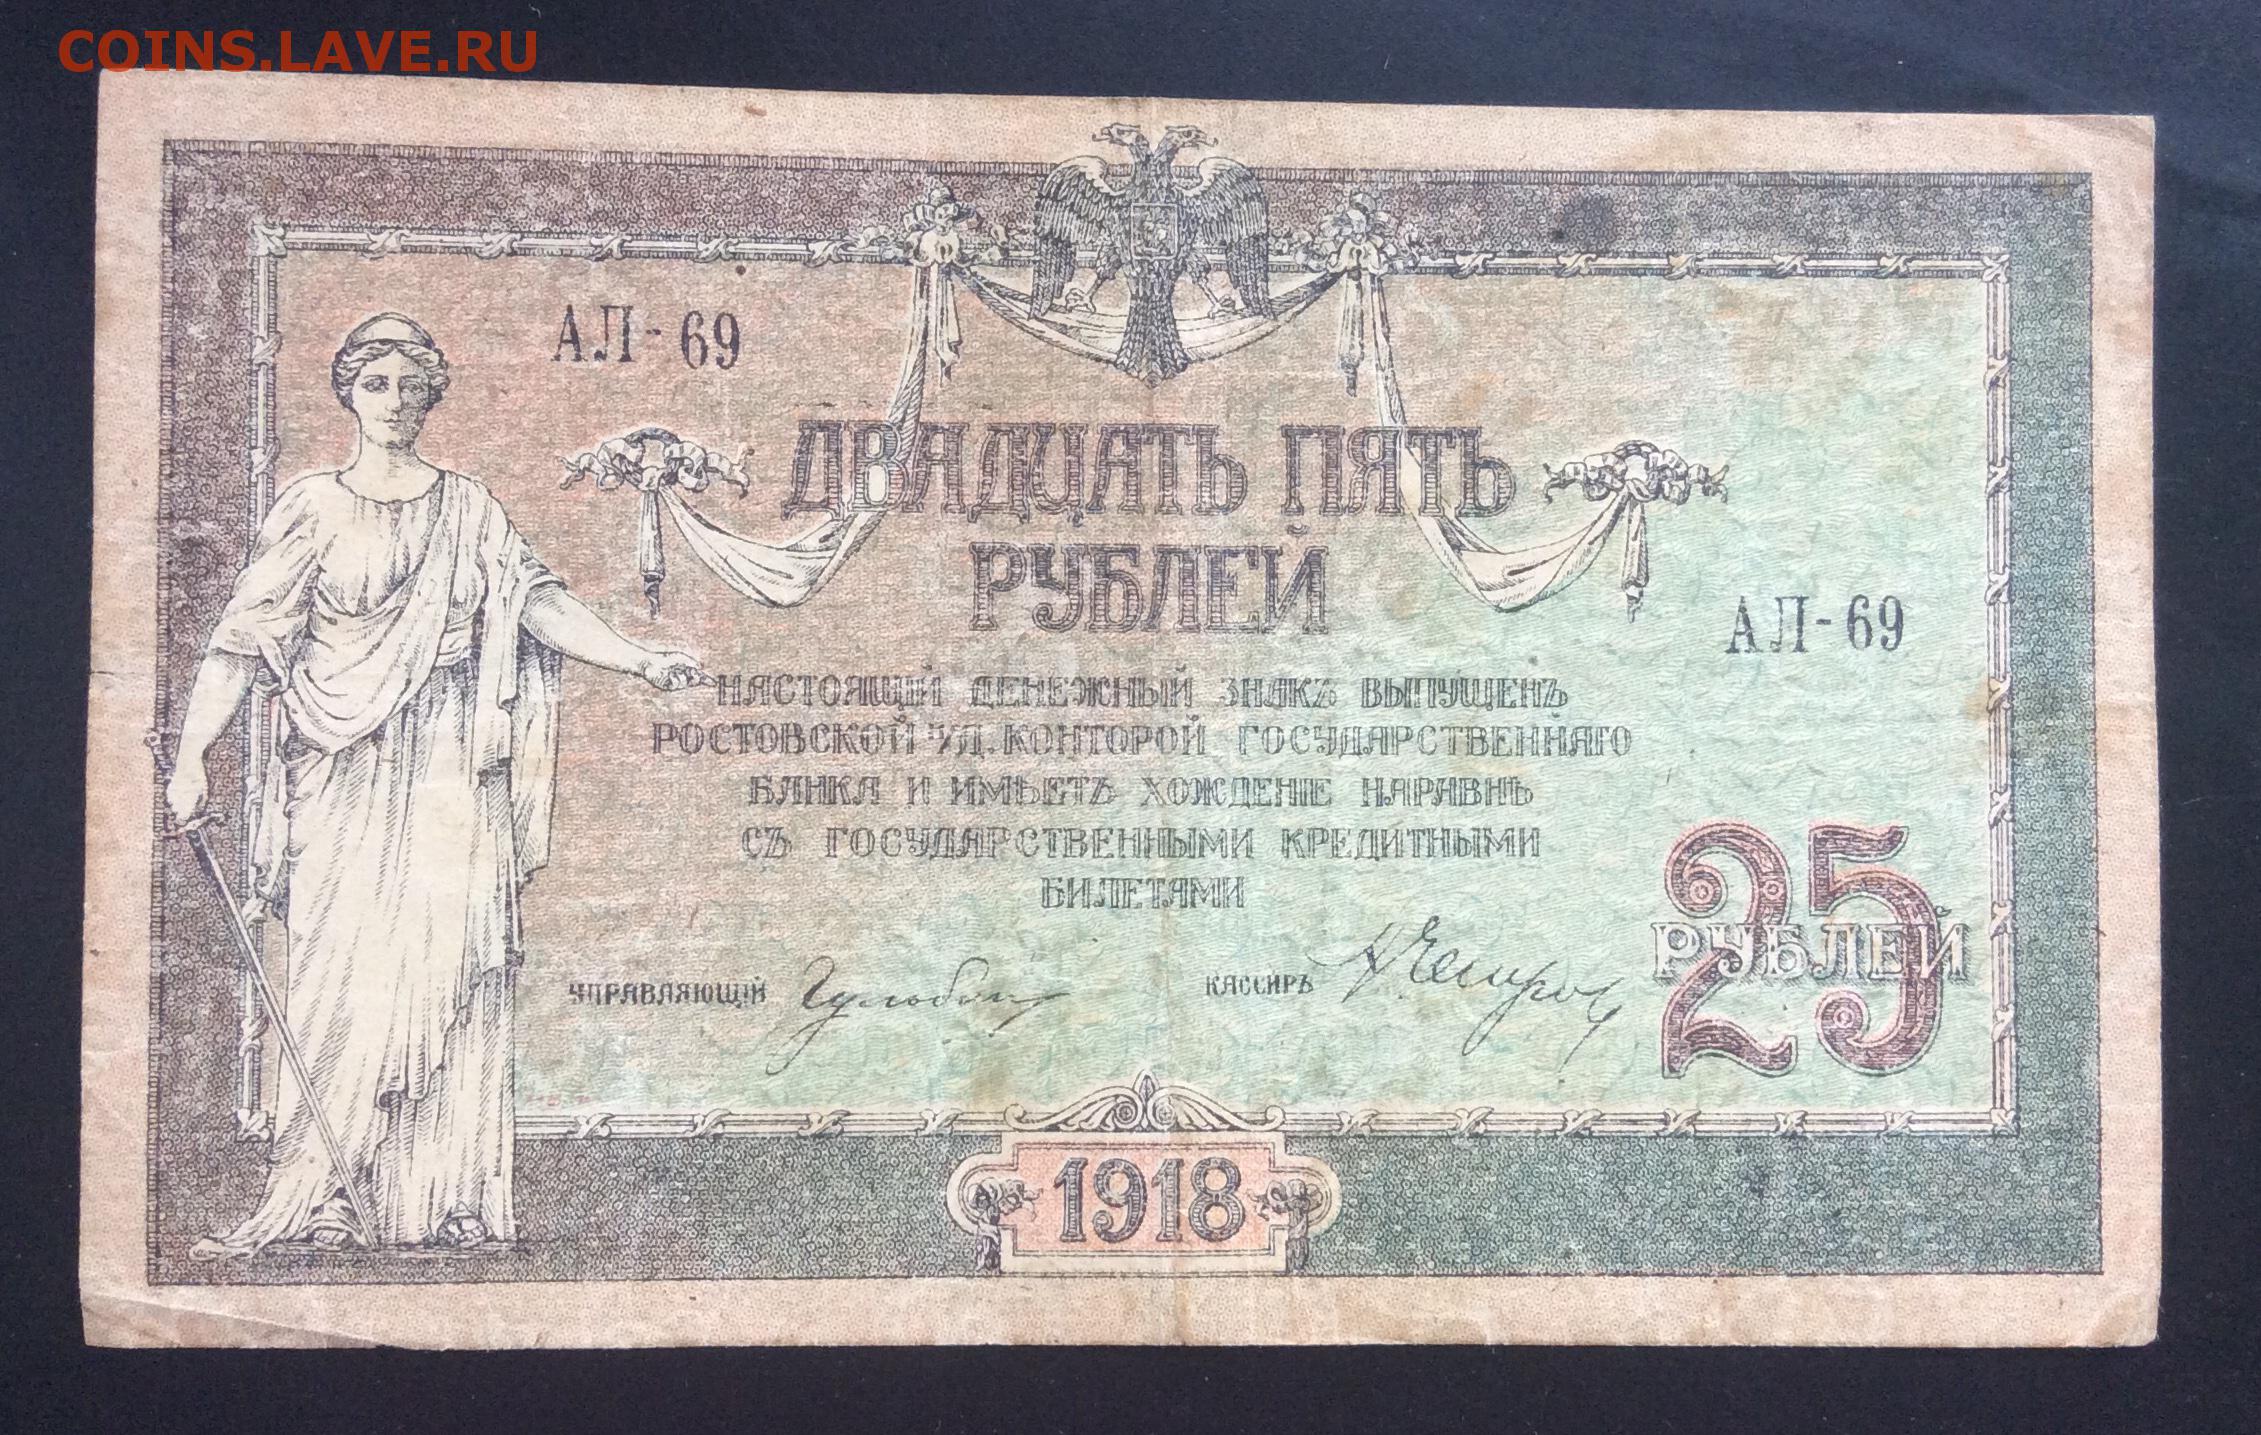 COINS.LAVE.RU
АЛ-69
ДВАДЦАТЬ ПЯТЬ
РУБЛЕЙ
АЛ-69
НАСТОЯЩІЙ ДЕНЕЖНЫЙ ЗНАКЪ ВЫПУЩЕНЪ
РОСТОВСКОЙ Н/Д. КОНТОРОЙ ГОСУДАРСТВЕННАГО
БАНКА И ИМѢЕТЪ ХОЖДЕНІЕ НАРАВНѢ
СЪ ГОСУДАРСТВЕННЫМИ КРЕДИТНЫМИ
БИЛЕТАМИ
25
РУБЛЕЙ
УПРАВЛЯЮЩІЙ
КАССИРЪ
1918